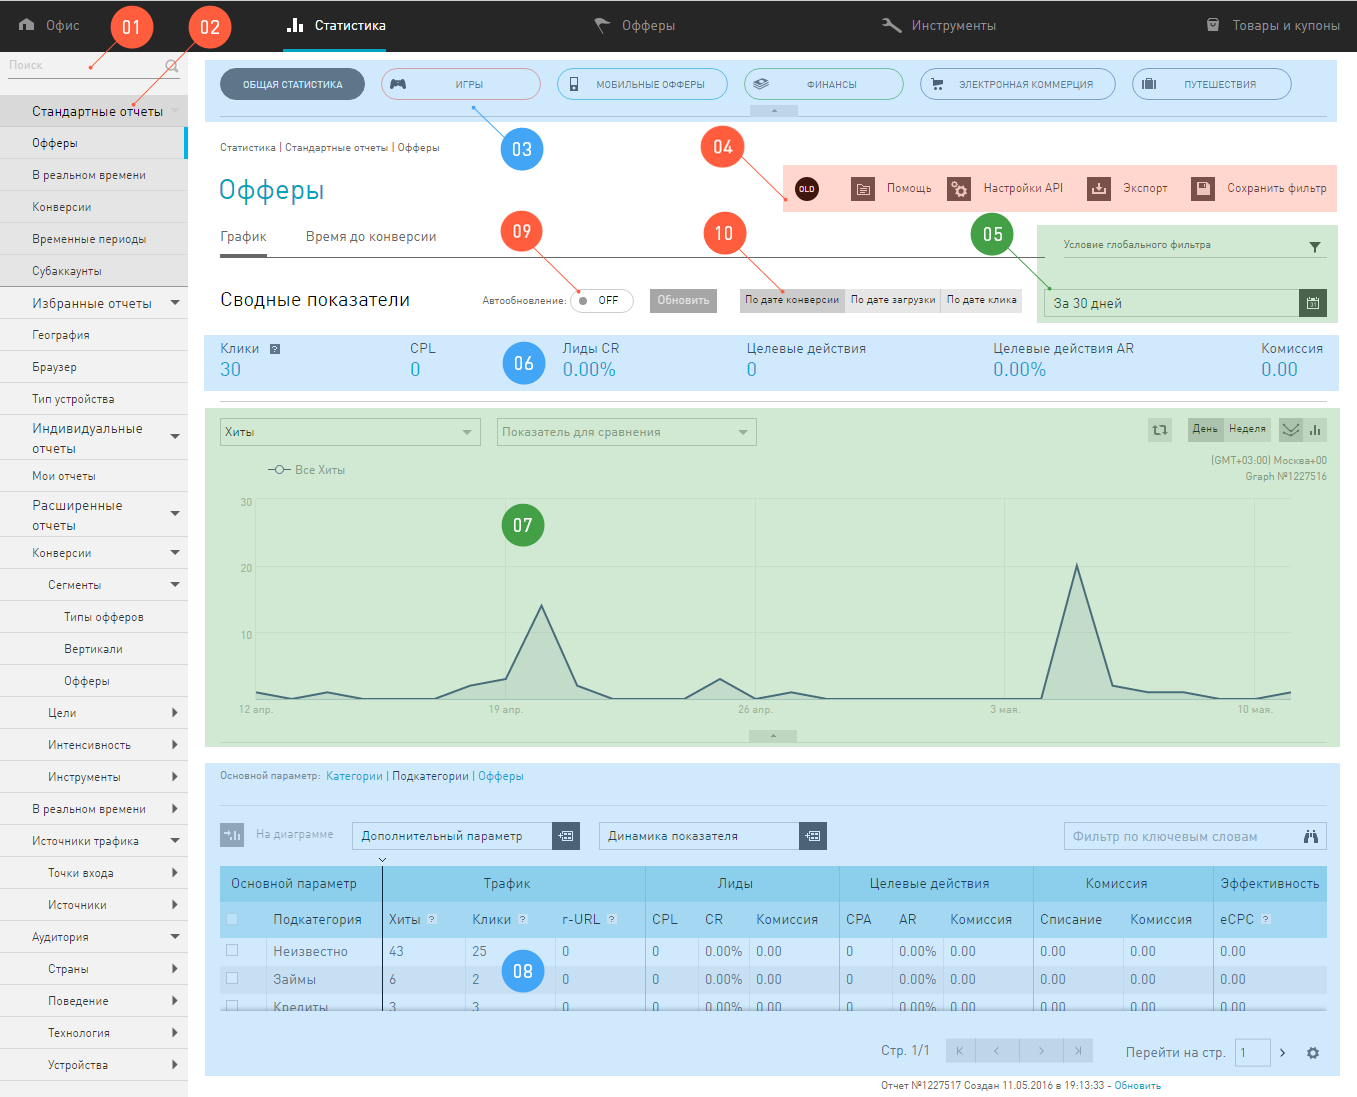 Офис
01
02
Статистика
Офферы
Инструменты
Товары и купоны
Поиск
Стандартные отчеты
Офферы
В реальном времени
Конверсии
Временные периоды
Субаккаунты
Избранные отчеты
География
Браузер
Тип устройства
Индивидуальные
отчеты
Мои отчеты
Расширенные
отчеты
Конверсии
Сегменты
Типы офферов
Вертикали
Офферы
Цели
Интенсивность
Инструменты
В реальном времени
Источники трафика
Точки входа
Источники
Аудитория
Страны
Поведение
Технология
Устройства
ОБЩАЯ СТАТИСТИКА
ИГРЫ
МОБИЛЬНЫЕ ОФФЕРЫ
ФИНАНСЫ
ЭЛЕКТРОННАЯ КОММЕРЦИЯ
ПУТЕШЕСТВИЯ
03
Статистика | Стандартные отчеты | Офферы
04
Офферы
OLD
Помощь
Настройки API
Экспорт
Сохранить фильтр
График
Время до конверсии
09
10
05
Условие глобального фильтра
Сводные показатели
Автообновление:
OFF
Обновить
По дате конверсии
По дате загрузки
По дате клика
За 30 дней
31
Клики ?
30
CPL
0
06
Лиды CR
0.00%
Целевые действия
0
Целевые действия AR
0.00%
Комиссия
0.00
Хиты
Показатель для сравнения
День
Неделя
(GMT+03:00) Москва+00
Graph №1227516
Все Хиты
07
30
20
10
12 апр.
19 апр.
26 апр.
3 мая.
10 мая.
Основной параметр: Категории | Подкатегории | Офферы
На диаграмме
Дополнительный параметр
Динамика показателя
Фильтр по ключевым словам
Основной параметр Трафик Лиды Целевые действия Комиссия Эффективность
Подкатегория Хиты ? Клики ? r-URL ? CPL CR Комиссия CPA AR Комиссия Списание Комиссия eCPC ?
Неизвестно 43 25 0 0 0.00% 0.00 0 0.00% 0.00 0.00 0.00 0.00
Займы 6 2 08 0 0 0.00% 0.00 0 0.00% 0.00 0.00 0.00 0.00
Кредиты 3 3 0 0 0.00% 0.00 0 0.00% 0.00 0.00 0.00 0.00
Стр. 1/1
Перейти на стр. 1
Отчет №1227517 Создан 11.05.2016 в 19:13:33 - Обновить